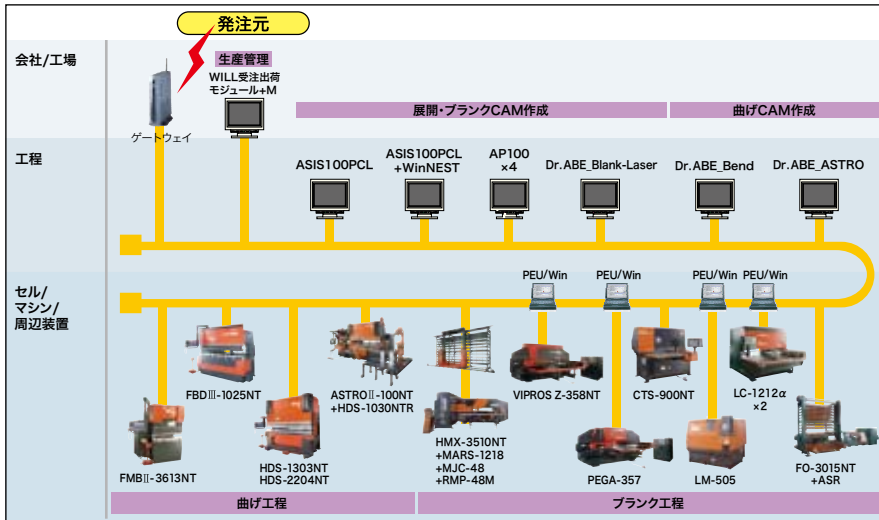 発注元
会社/工場
生産管理
WILL受注出荷
モジュール+M
展開・ブランクCAM作成
曲げCAM作成
ゲートウェイ
工程
ASIS100PCL
ASIS100PCL
+WinNEST
AP100
×4
Dr.ABE_Blank-Laser
Dr.ABE_Bend
Dr.ABE_ASTRO
セル/
マシン/
周辺装置
PEU/Win
PEU/Win
PEU/Win
PEU/Win
FBDⅢ-1025NT
ASTROⅡ-100NT
+HDS-1030NTR
VIPROS Z-358NT
CTS-900NT
LC-1212α
×2
FMBⅡ-3613NT
HDS-1303NT
HDS-2204NT
HMX-3510NT
+MARS-1218
+MJC-48
+RMP-48M
PEGA-357
LM-505
FO-3015NT
+ASR
曲げ工程
ブランク工程